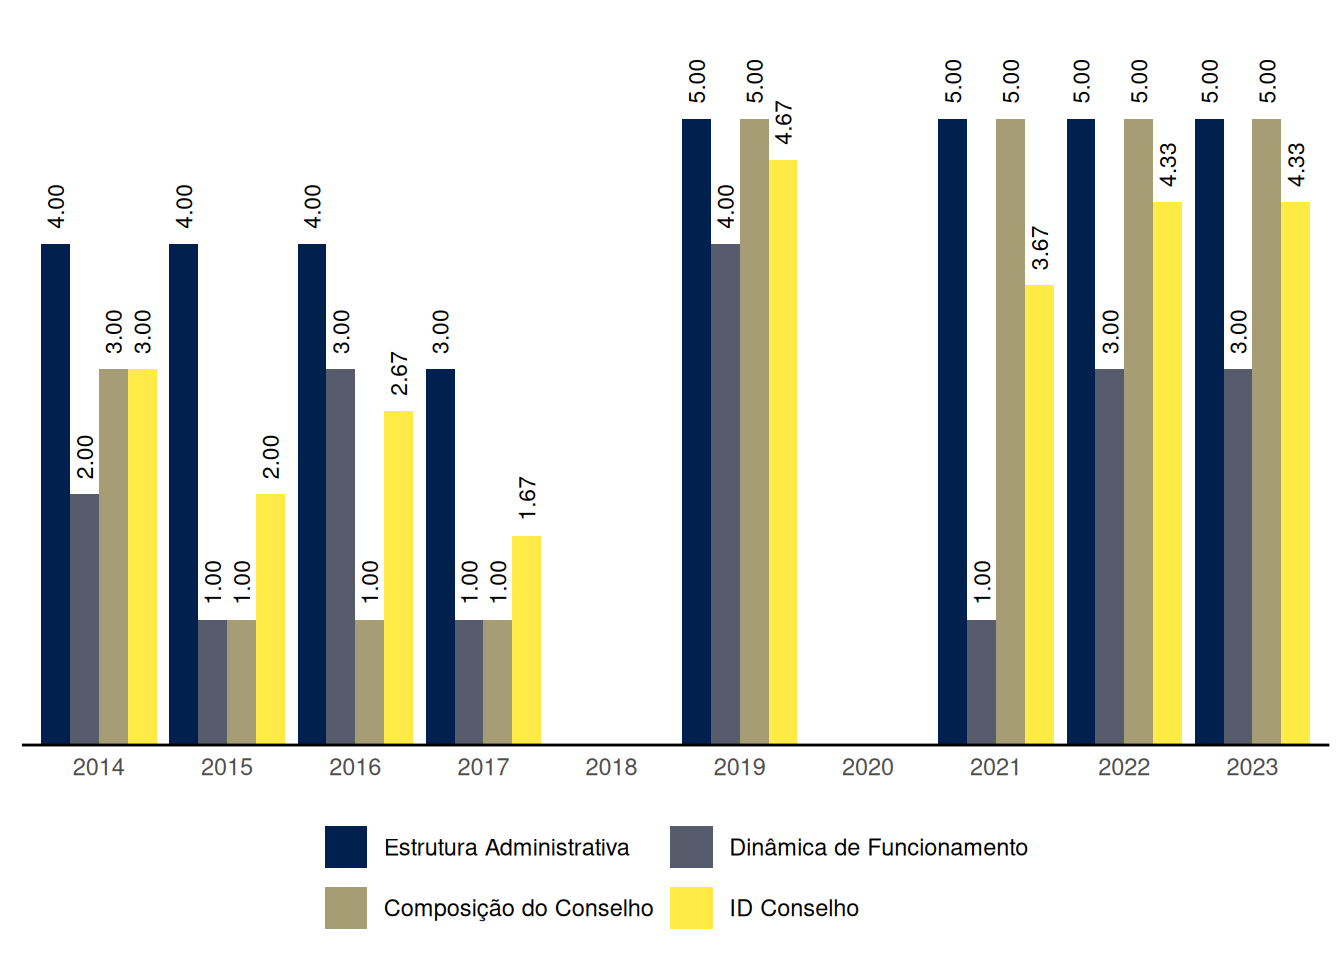 5.00 5.00 5.00 5.00 5.00 5.00 5.00 5.00
4.67
4.33 4.33
4.00 4.00 4.00 4.00
3.67
3.00 3.00 3.00 3.00 3.00 3.00
2.67
2.00 2.00
1.67
1.00 1.00 1.00 1.00 1.00 1.00
2014 2015 2016 2017 2018 2019 2020 2021 2022 2023
Estrutura Administrativa Dinâmica de Funcionamento
Composição do Conselho ID Conselho